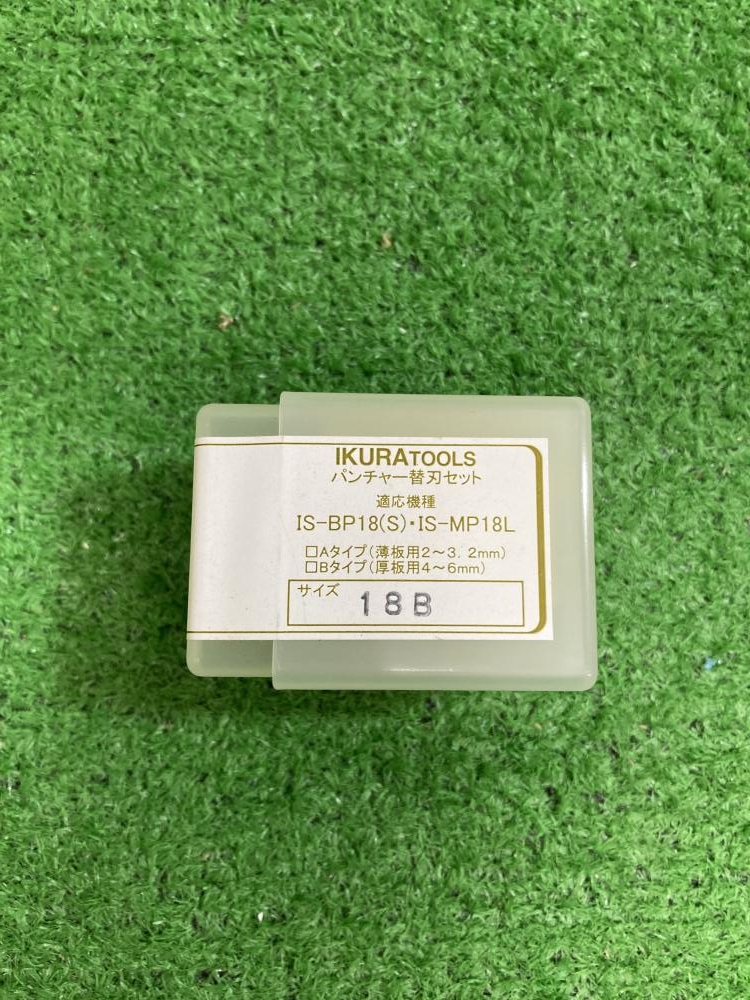 IKURATOOLS
パンチャー替刃セット
適応機種
IS-BP18(S)・IS-MP18L
□Aタイプ(薄板用2～3.2mm)
□Bタイプ(厚板用4～6mm)
サイズ
18B